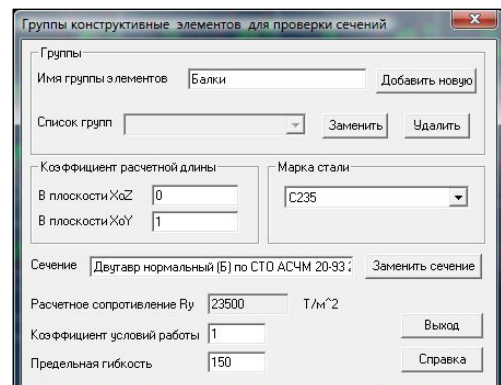 Группы конструктивные элементов для проверки сечений
Группы
Имя группы элементов Балки Добавить новую
Список групп Заменить Удалить
Коэффициент расчетной длины Марка стали
В плоскости XoZ 0 C235
В плоскости XoY 1
Сечение Двутавр нормальный (Б) по СТО АСЧМ 20-93 Заменить сечение
Расчетное сопротивление Ry 23500 Т/м^2
Коэффициент условий работы 1 Выход
Предельная гибкость 150 Справка